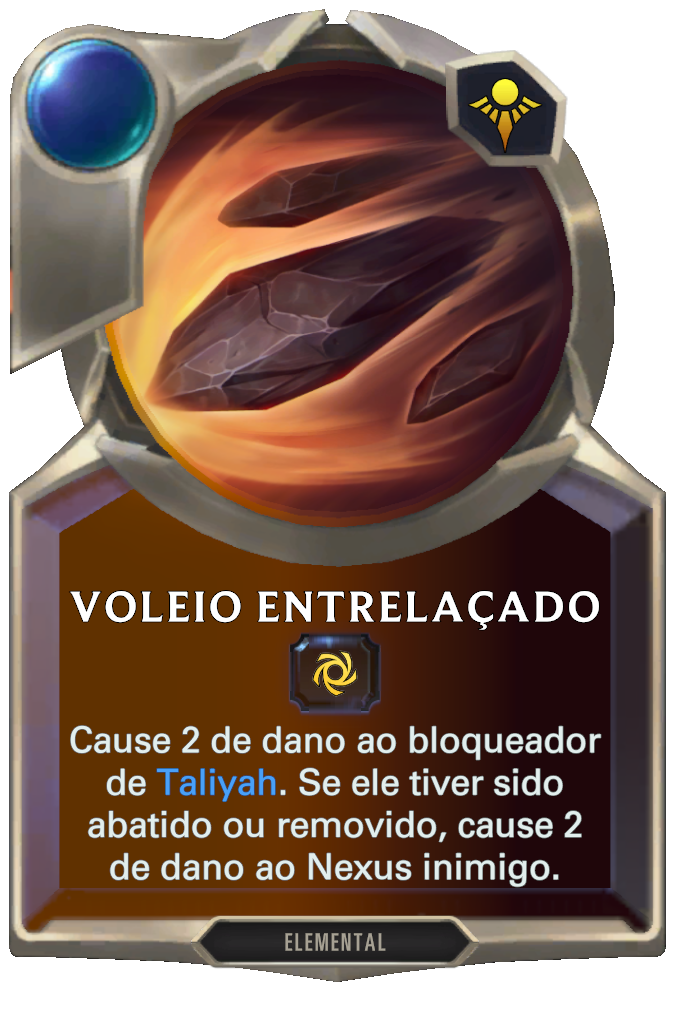 VOLEIO ENTRELAÇADO
Cause 2 de dano ao bloqueador
de Taliyah. Se ele tiver sido
abatido ou removido, cause 2
de dano ao Nexus inimigo.
ELEMENTAL